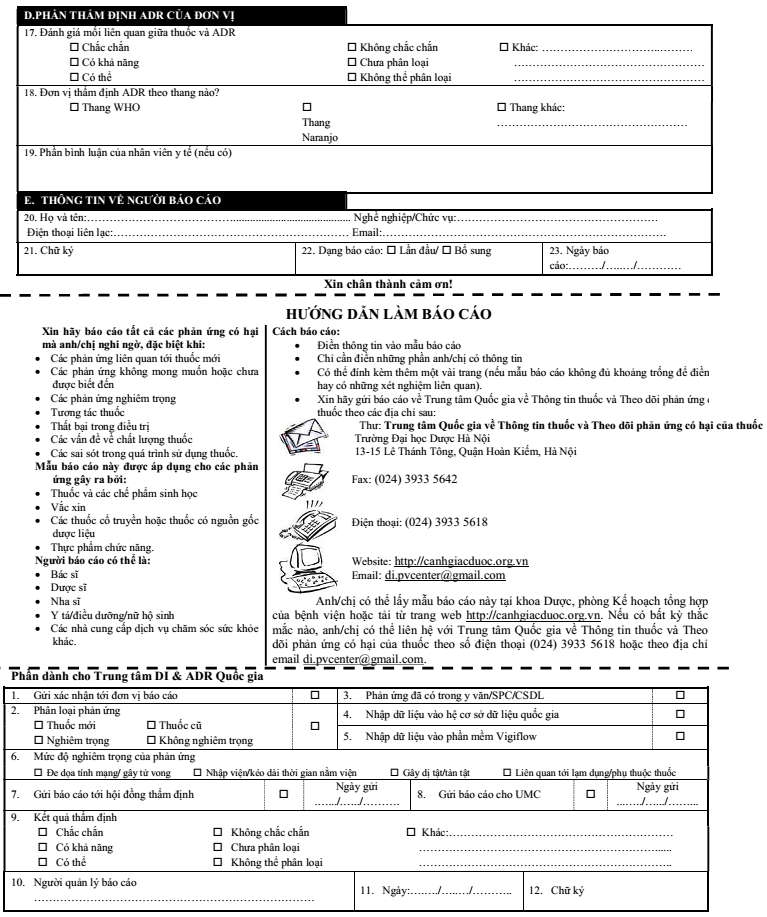 D.PHẦN THẨM ĐỊNH ADR CỦA ĐƠN VỊ
17. Đánh giá mối liên quan giữa thuốc và ADR
☐ Chắc chắn ☐ Không chắc chắn ☐ Khác: …………………………..………
☐ Có khả năng ☐ Chưa phân loại ……………………………………………
☐ Có thể ☐ Không thể phân loại ……………………………………………
18. Đơn vị thẩm định ADR theo thang nào?
☐ Thang WHO ☐ Thang Naranjo ☐ Thang khác:
……………………………………………
19. Phần bình luận của nhân viên y tế (nếu có)
E. THÔNG TIN VỀ NGƯỜI BÁO CÁO
20. Họ và tên:……………………………….............................................. Nghề nghiệp/Chức vụ:………………………………………………
Điện thoại liên lạc:……………………………………………………… Email:………………………………………………………………….
21. Chữ ký 22. Dạng báo cáo: ☐ Lần đầu/ ☐ Bổ sung 23. Ngày báo
cáo:………/…..…/…………
Xin chân thành cảm ơn!
HƯỚNG DẪN LÀM BÁO CÁO
Xin hãy báo cáo tất cả các phản ứng có hại
mà anh/chị nghi ngờ, đặc biệt khi:
• Các phản ứng liên quan tới thuốc mới
• Các phản ứng không mong muốn hoặc chưa
được biết đến
• Các phản ứng nghiêm trọng
• Tương tác thuốc
• Thất bại trong điều trị
• Các vấn đề về chất lượng thuốc
• Các sai sót trong quá trình sử dụng thuốc.
Mẫu báo cáo này được áp dụng cho các phản
ứng gây ra bởi:
• Thuốc và các chế phẩm sinh học
• Vắc xin
• Các thuốc cổ truyền hoặc thuốc có nguồn gốc
dược liệu
• Thực phẩm chức năng.
Người báo cáo có thể là:
• Bác sĩ
• Dược sĩ
• Nha sĩ
• Y tá/điều dưỡng/nữ hộ sinh
• Các nhà cung cấp dịch vụ chăm sóc sức khỏe
khác.
Cách báo cáo:
• Điền thông tin vào mẫu báo cáo
• Chỉ cần điền những phần anh/chị có thông tin
• Có thể đính kèm thêm một vài trang (nếu mẫu báo cáo không đủ khoảng trống để điền
hay có những xét nghiệm liên quan).
• Xin hãy gửi báo cáo về Trung tâm Quốc gia về Thông tin thuốc và Theo dõi phản ứng
thuốc theo các địa chỉ sau:
Thư: Trung tâm Quốc gia về Thông tin thuốc và Theo dõi phản ứng có hại của thuốc
Trường Đại học Dược Hà Nội
13-15 Lê Thánh Tông, Quận Hoàn Kiếm, Hà Nội
Fax: (024) 3933 5642
Điện thoại: (024) 3933 5618
Website: http://canhgiacduoc.org.vn
Email: di.pvcenter@gmail.com
Anh/chị có thể lấy mẫu báo cáo này tại khoa Dược, phòng Kế hoạch tổng hợp
của bệnh viện hoặc tải từ trang web http://canhgiacduoc.org.vn. Nếu có bất kỳ thắc
mắc nào, anh/chị có thể liên hệ với Trung tâm Quốc gia về Thông tin thuốc và Theo
dõi phản ứng có hại của thuốc theo số điện thoại (024) 3933 5618 hoặc theo địa chỉ
email di.pvcenter@gmail.com.
Phần dành cho Trung tâm DI & ADR Quốc gia
1. Gửi xác nhận tới đơn vị báo cáo ☐ 3. Phản ứng đã có trong y văn/SPC/CSDL ☐
2. Phân loại phản ứng
☐ Thuốc mới ☐ Thuốc cũ
☐ Nghiêm trọng ☐ Không nghiêm trọng ☐
4. Nhập dữ liệu vào hệ cơ sở dữ liệu quốc gia ☐
5. Nhập dữ liệu vào phần mềm Vigiflow ☐
6. Mức độ nghiêm trọng của phản ứng
☐ Đe dọa tính mạng/ gây tử vong ☐ Nhập viện/kéo dài thời gian nằm viện ☐ Gây dị tật/tàn tật ☐ Liên quan tới lạm dụng/phụ thuộc thuốc
7. Gửi báo cáo tới hội đồng thẩm định ☐ Ngày gửi
….…/…../………. 8. Gửi báo cáo cho UMC ☐ Ngày gửi
...……/…../……...
9. Kết quả thẩm định
☐ Chắc chắn ☐ Không chắc chắn ☐ Khác:……………………………………………………
☐ Có khả năng ☐ Chưa phân loại ………………………………………………………......
☐ Có thể ☐ Không thể phân loại …………………………………………………………..
10. Người quản lý báo cáo
…………………………………………………………………
11. Ngày:….…/…..…/……….. 12. Chữ ký